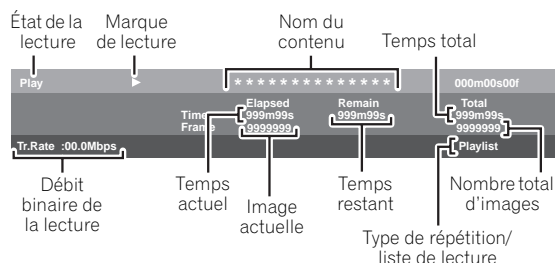 État de la
lecture
Marque
de lecture
Nom du
contenu
Temps total
Play
► ＊＊＊＊＊＊＊＊＊＊＊＊＊＊ 000m00s00f
Elapsed Remain Total
Time 999m99s 999m99s 999m99s
Frame 9999999 9999999
Tr.Rate :00.0Mbps Playlist
Débit
binaire de
la lecture
Temps
actuel
Image
actuelle
Temps
restant
Nombre total
d’images
Type de répétition/
liste de lecture